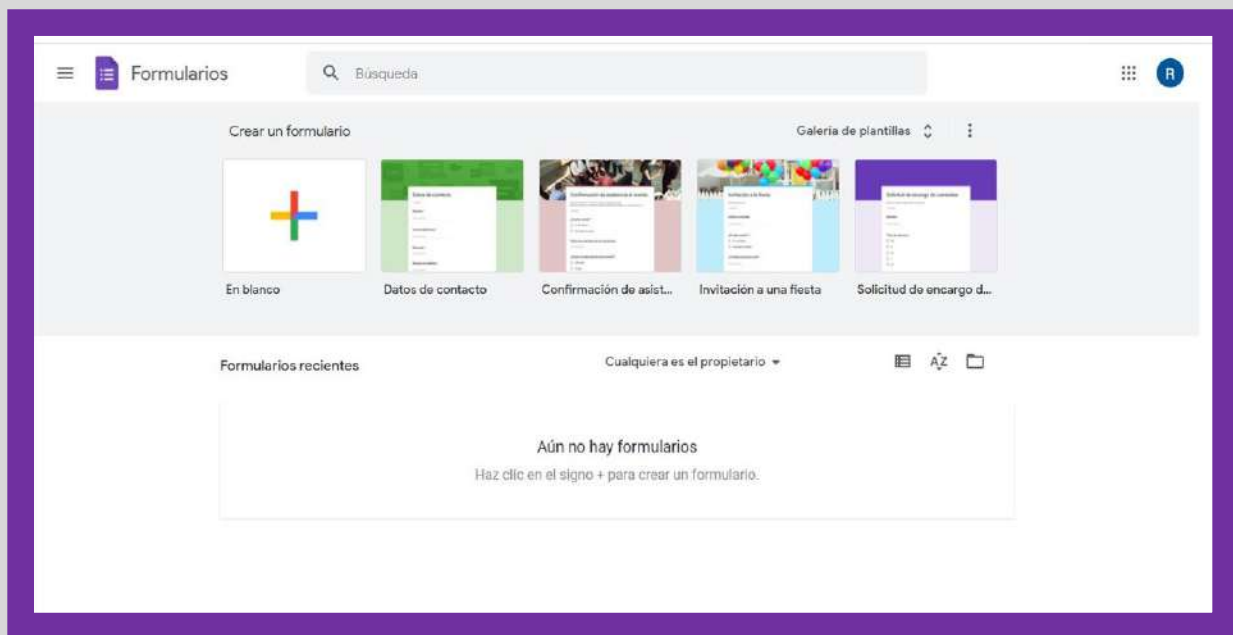 Formularios
Búsqueda
R
Crear un formulario
Galería de plantillas
En blanco
Datos de contacto
Confirmación de asist...
Invitación a una fiesta
Solicitud de encargo d...
Formularios recientes
Cualquiera es el propietario
AZ
Aún no hay formularios
Haz clic en el signo + para crear un formulario.